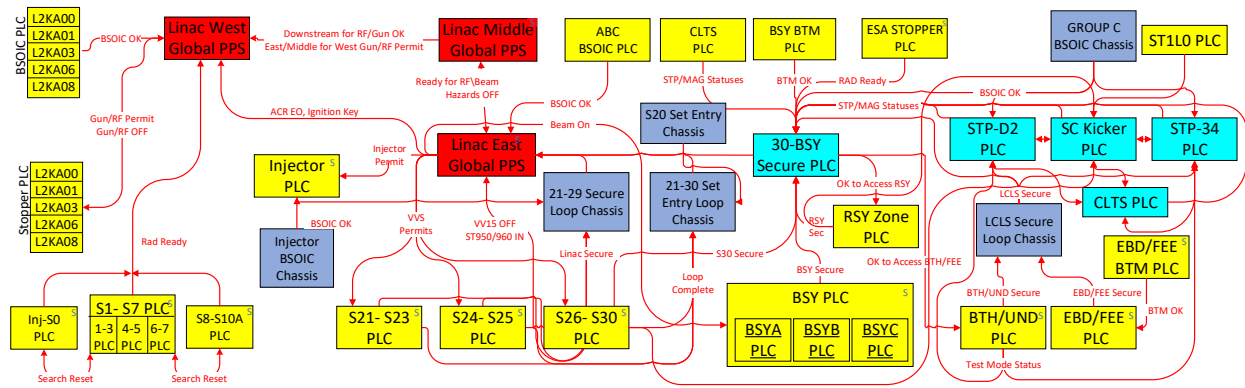 BSOIC PLC
L2KA00
L2KA01
L2KA03
L2KA06
L2KA08
BSOIC OK
Linac West
Global PPS
Downstream for RF/Gun OK
East/Middle for West Gun/RF Permit
Linac Middle
Global PPS
S
ABC
BSOIC PLC
CLTS
PLC
BSY BTM
PLC
ESA STOPPER
PLC
S
GROUP C
BSOIC Chassis
ST1L0 PLC
Ready for RF\Beam
Hazards OFF
BSOIC OK
STP/MAG Statuses
BTM OK
RAD Ready
BSOIC OK
STP/MAG Statuses
Gun/RF Permit
Gun/RF OFF
ACR EO, Ignition Key
Beam On
S20 Set Entry
Chassis
Stopper PLC
L2KA00
L2KA01
L2KA03
L2KA06
L2KA08
Injector
PLC
S
Injector
Permit
Linac East
Global PPS
30-BSY
Secure PLC
STP-D2
PLC
SC Kicker
PLC
STP-34
PLC
BSOIC OK
Injector
BSOIC
Chassis
21-29 Secure
Loop Chassis
21-30 Set
Entry Loop
Chassis
OK to Access RSY
RSY Zone
PLC
RSY
Sec
LCLS Secure
CLTS PLC
LCLS Secure
Loop Chassis
VVS
Permits
VV15 OFF
ST950/960 IN
Rad Ready
Linac Secure
S30 Secure
OK to Access BTH/FEE
EBD/FEE
BTM PLC
S
Loop
Complete
BSY Secure
BTH/UND Secure
EBD/FEE Secure
BTM OK
Inj-S0
PLC
S
S1- S7 PLC
S
1-3
PLC
4-5
PLC
6-7
PLC
S8-S10A
PLC
S
Search Reset
Search Reset
S21- S23
PLC
S
S24- S25
PLC
S
S26- S30
PLC
S
BSY PLC
S
BSYA
PLC
BSYB
PLC
BSYC
PLC
BTH/UND
PLC
S
EBD/FEE
PLC
S
Test Mode Status